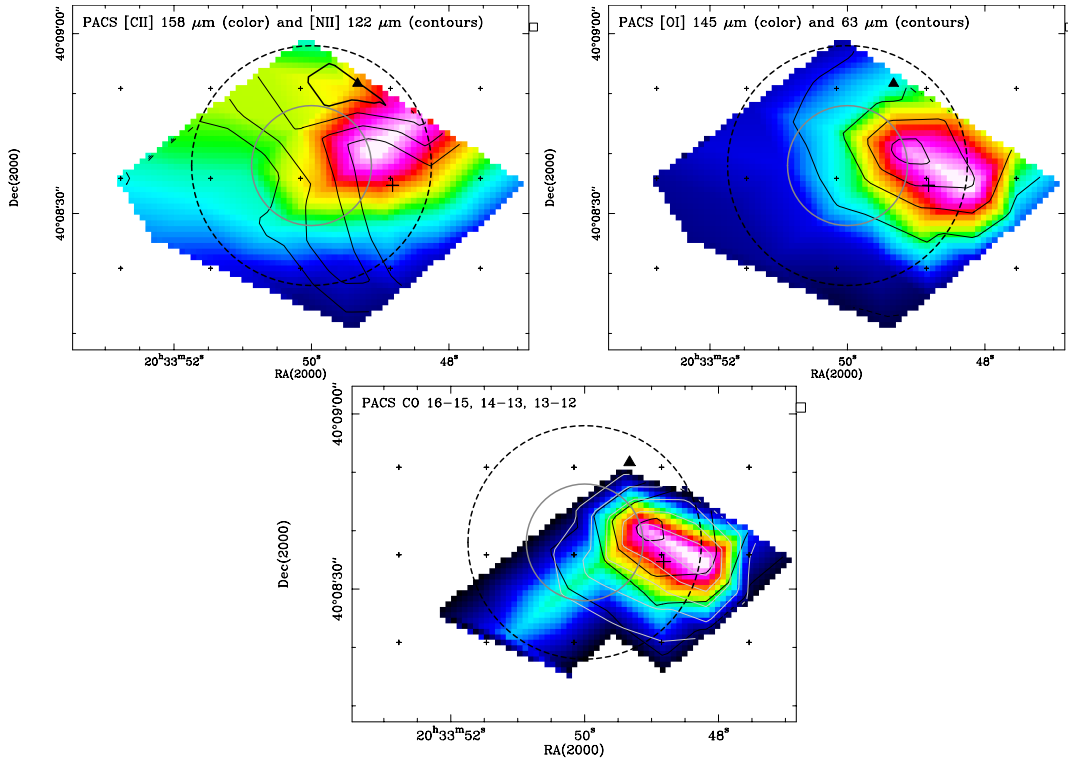 PACS [CII] 158 μm (color) and [NII] 122 μm (contours)
40°09'00"
Dec(2000)
40°08'30"
20ʰ33ᵐ52ˢ
50ˢ
48ˢ
RA(2000)
PACS [OI] 145 μm (color) and 63 μm (contours)
40°09'00"
Dec(2000)
40°08'30"
20ʰ33ᵐ52ˢ
50ˢ
48ˢ
RA(2000)
PACS CO 16-15, 14-13, 13-12
40°09'00"
Dec(2000)
40°08'30"
20ʰ33ᵐ52ˢ
50ˢ
48ˢ
RA(2000)